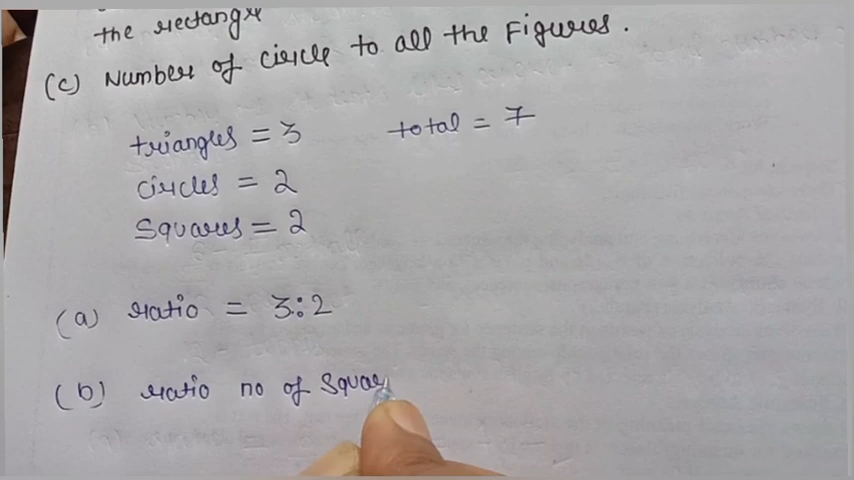 the rectangle
(c) Number of circle to all the Figures.
triangles = 3 total = 7
circles = 2
Squares = 2
(a) ratio = 3:2
(b) ratio no of Squar